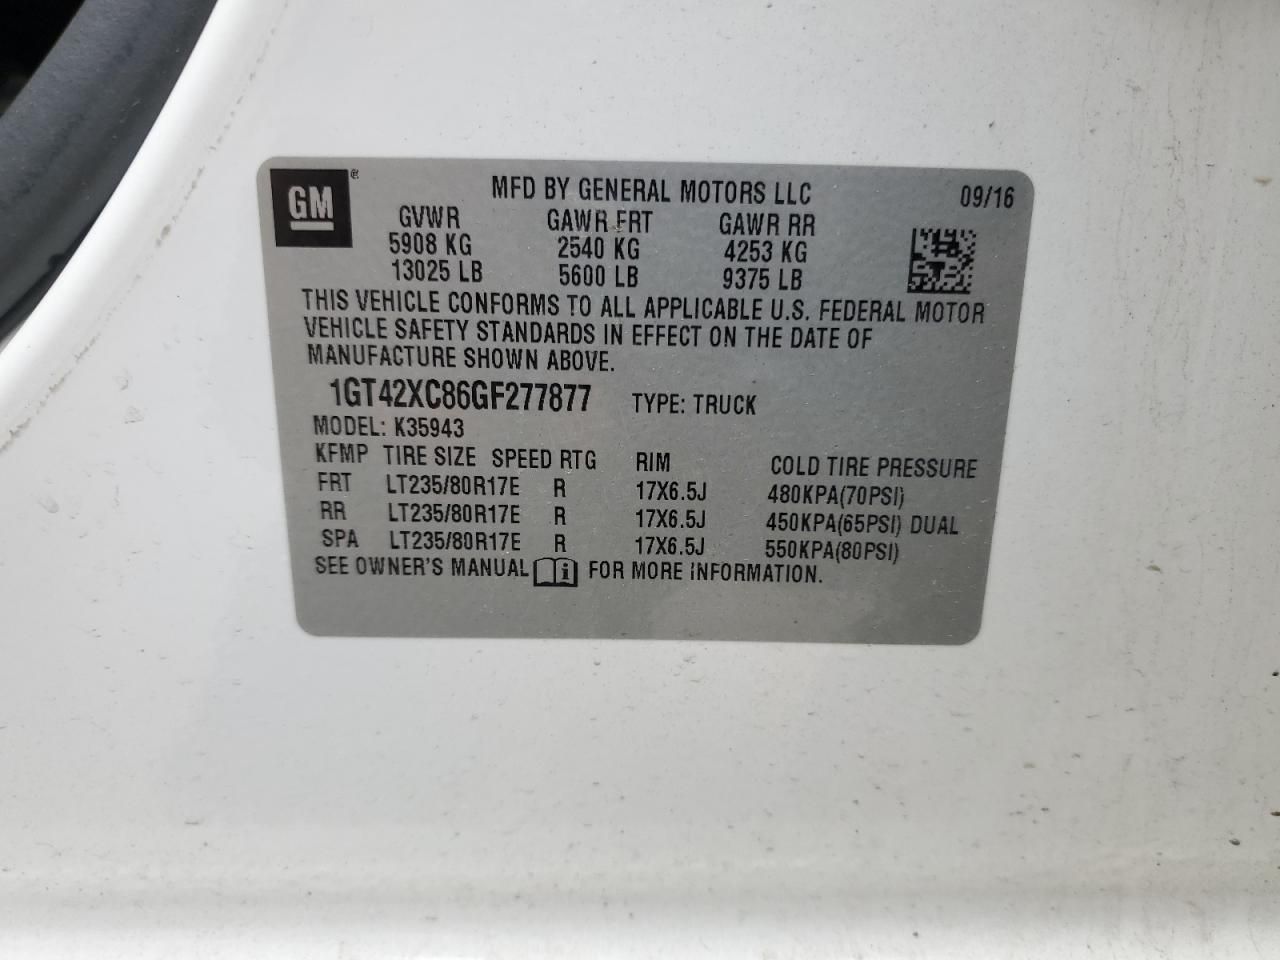 GM®
MFD BY GENERAL MOTORS LLC 09/16
GVWR GAWR FRT GAWR RR
5908 KG 2540 KG 4253 KG
13025 LB 5600 LB 9375 LB
THIS VEHICLE CONFORMS TO ALL APPLICABLE U.S. FEDERAL MOTOR
VEHICLE SAFETY STANDARDS IN EFFECT ON THE DATE OF
MANUFACTURE SHOWN ABOVE.
1GT42XC86GF277877 TYPE: TRUCK
MODEL: K35943
KFMP TIRE SIZE SPEED RTG RIM COLD TIRE PRESSURE
FRT LT235/80R17E R 17X6.5J 480KPA(70PSI)
RR LT235/80R17E R 17X6.5J 450KPA(65PSI) DUAL
SPA LT235/80R17E R 17X6.5J 550KPA(80PSI)
SEE OWNER'S MANUAL i FOR MORE INFORMATION.